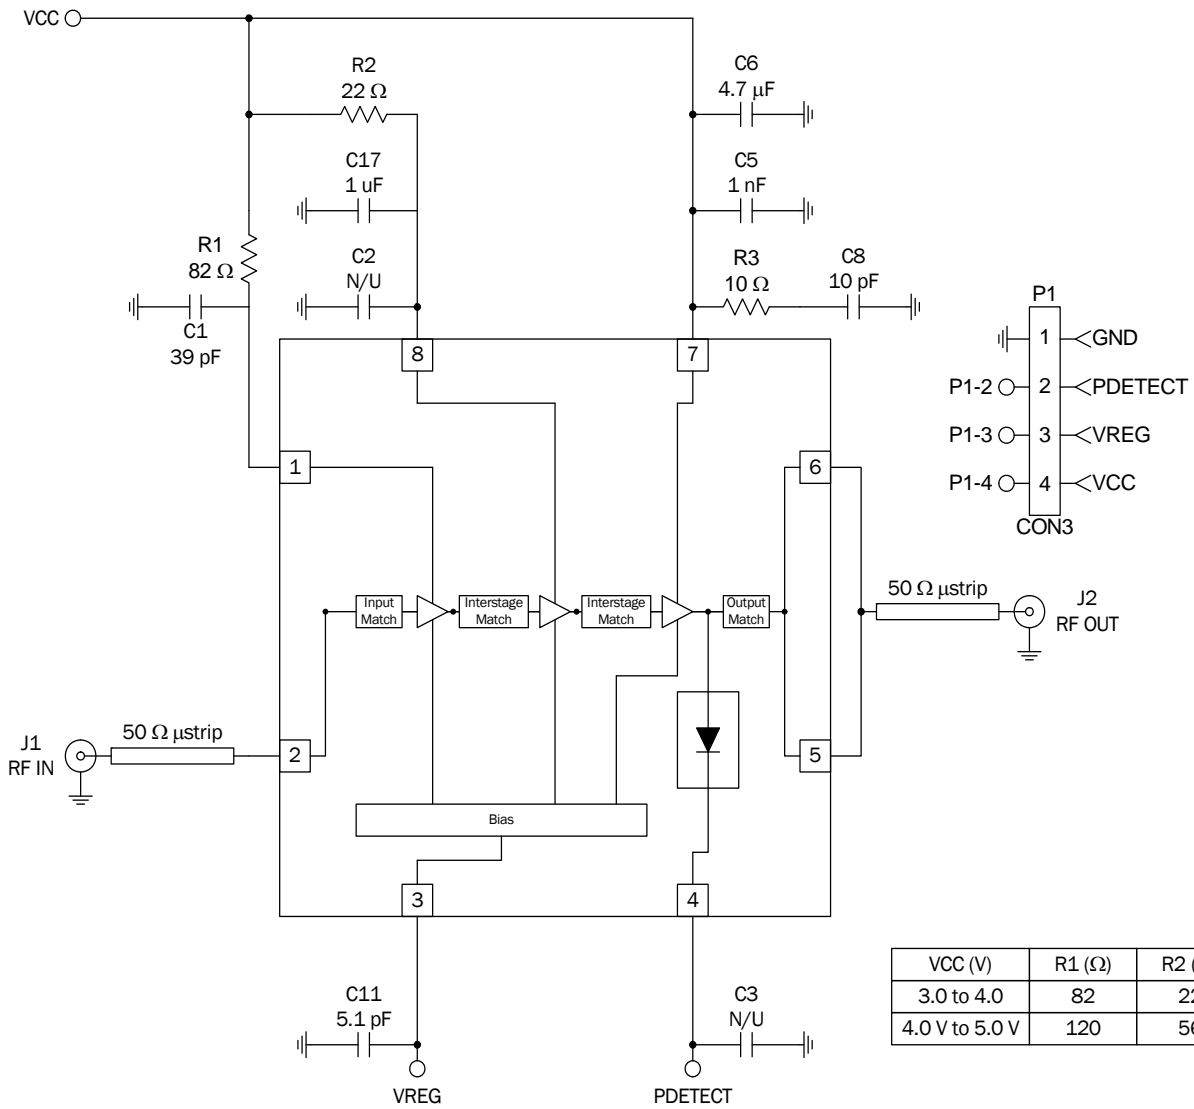 VCC
R2
22 Ω
C6
4.7 µF
C17
1 uF
C5
1 nF
R1
82 Ω
C2
N/U
R3
10 Ω
C8
10 pF
C1
39 pF
P1
8
7
1
GND
P1-2
2
PDETECT
P1-3
3
VREG
P1-4
4
VCC
CON3
1
6
Input
Match
Interstage
Match
Interstage
Match
Output
Match
50 Ω µstrip
J2
RF OUT
J1
RF IN
50 Ω µstrip
2
5
Bias
3
4
C11
5.1 pF
C3
N/U
VREG
PDETECT
VCC (V) R1 (Ω) R2 (
3.0 to 4.0 82 22
4.0 V to 5.0 V 120